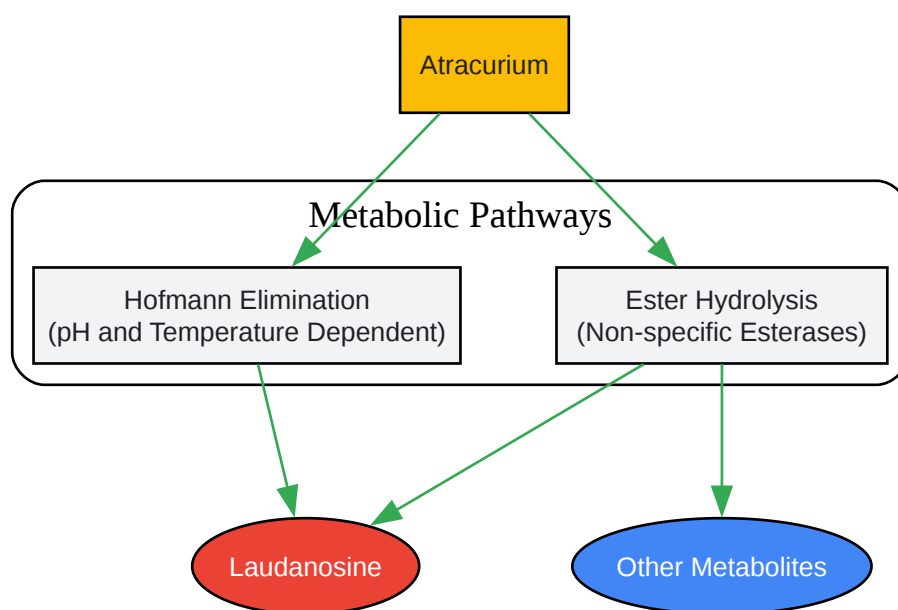 Atracurium
Metabolic Pathways
Hofmann Elimination
(pH and Temperature Dependent)
Ester Hydrolysis
(Non-specific Esterases)
Laudanosine
Other Metabolites